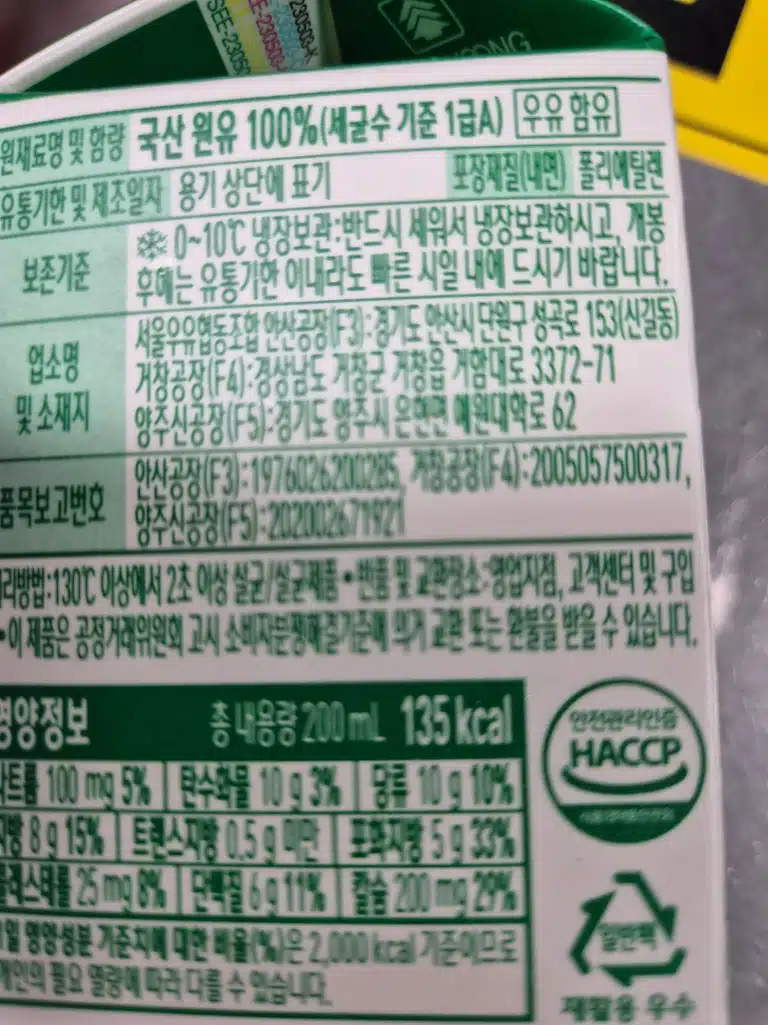 230503-K
E-230503-
SEE-23050
원재료명 및 함량 국산 원유 100%(세균수 기준 1급A) 우유 함유
유통기한 및 제조일자 용기 상단에 표기 포장재질(내면) 폴리에틸렌
보존기준 0~10℃ 냉장보관:반드시 세워서 냉장보관하시고, 개봉
후에는 유통기한 이내라도 빠른 시일 내에 드시기 바랍니다.
업소명 및 소재지 서울우유협동조합 안산공장(F3):경기도 안산시 단원구 성곡로 153(신길동)
거창공장(F4):경상남도 거창군 거창읍 거함대로 3372-71
양주신공장(F5):경기도 양주시 은현면 예원대학로 62
품목보고번호 안산공장(F3):1976026200285, 거창공장(F4):2005057500317,
양주신공장(F5):202002671921
리방법:130℃ 이상에서 2초 이상 살균/살균제품 • 반품 및 교환장소:영업지점, 고객센터 및 구입
• 이 제품은 공정거래위원회 고시 소비자분쟁해결기준에 의거 교환 또는 환불을 받을 수 있습니다.
영양정보 총 내용량 200 mL 135 kcal
나트륨 100 mg 5% 탄수화물 10 g 3% 당류 10 g 10%
지방 8 g 15% 트랜스지방 0.5 g 미만 포화지방 5 g 33%
콜레스테롤 25 mg 8% 단백질 6 g 11% 칼슘 200 mg 29%
1일 영양성분 기준치에 대한 비율(%)은 2,000 kcal 기준이므로
개인의 필요 열량에 따라 다를 수 있습니다.
안전관리인증
HACCP
일반팩
재활용 우수